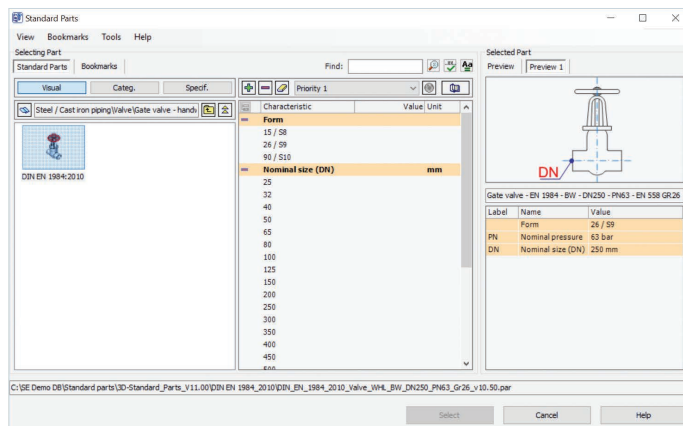 Standard Parts
View Bookmarks Tools Help
Selecting Part
Standard Parts Bookmarks
Find:
Aa
Visual Categ. Specif.
Steel / Cast iron piping\Valve\Gate valve - handv
DIN EN 1984:2010
Priority 1
Characteristic Value Unit
Form
15 / S8
26 / S9
90 / S10
Nominal size (DN) mm
25
32
40
50
65
80
100
125
150
200
250
300
350
400
450
500
Selected Part
Preview Preview 1
DN
Gate valve - EN 1984 - BW - DN250 - PN63 - EN 558 GR26
Label Name Value
Form 26 / S9
PN Nominal pressure 63 bar
DN Nominal size (DN) 250 mm
C:\SE Demo DB\Standard parts\3D-Standard_Parts_V11.00\DIN EN 1984_2010\DIN_EN_1984_2010_Valve_WHL_BW_DN250_PN63_Gr26_v10.50.par
Select Cancel Help